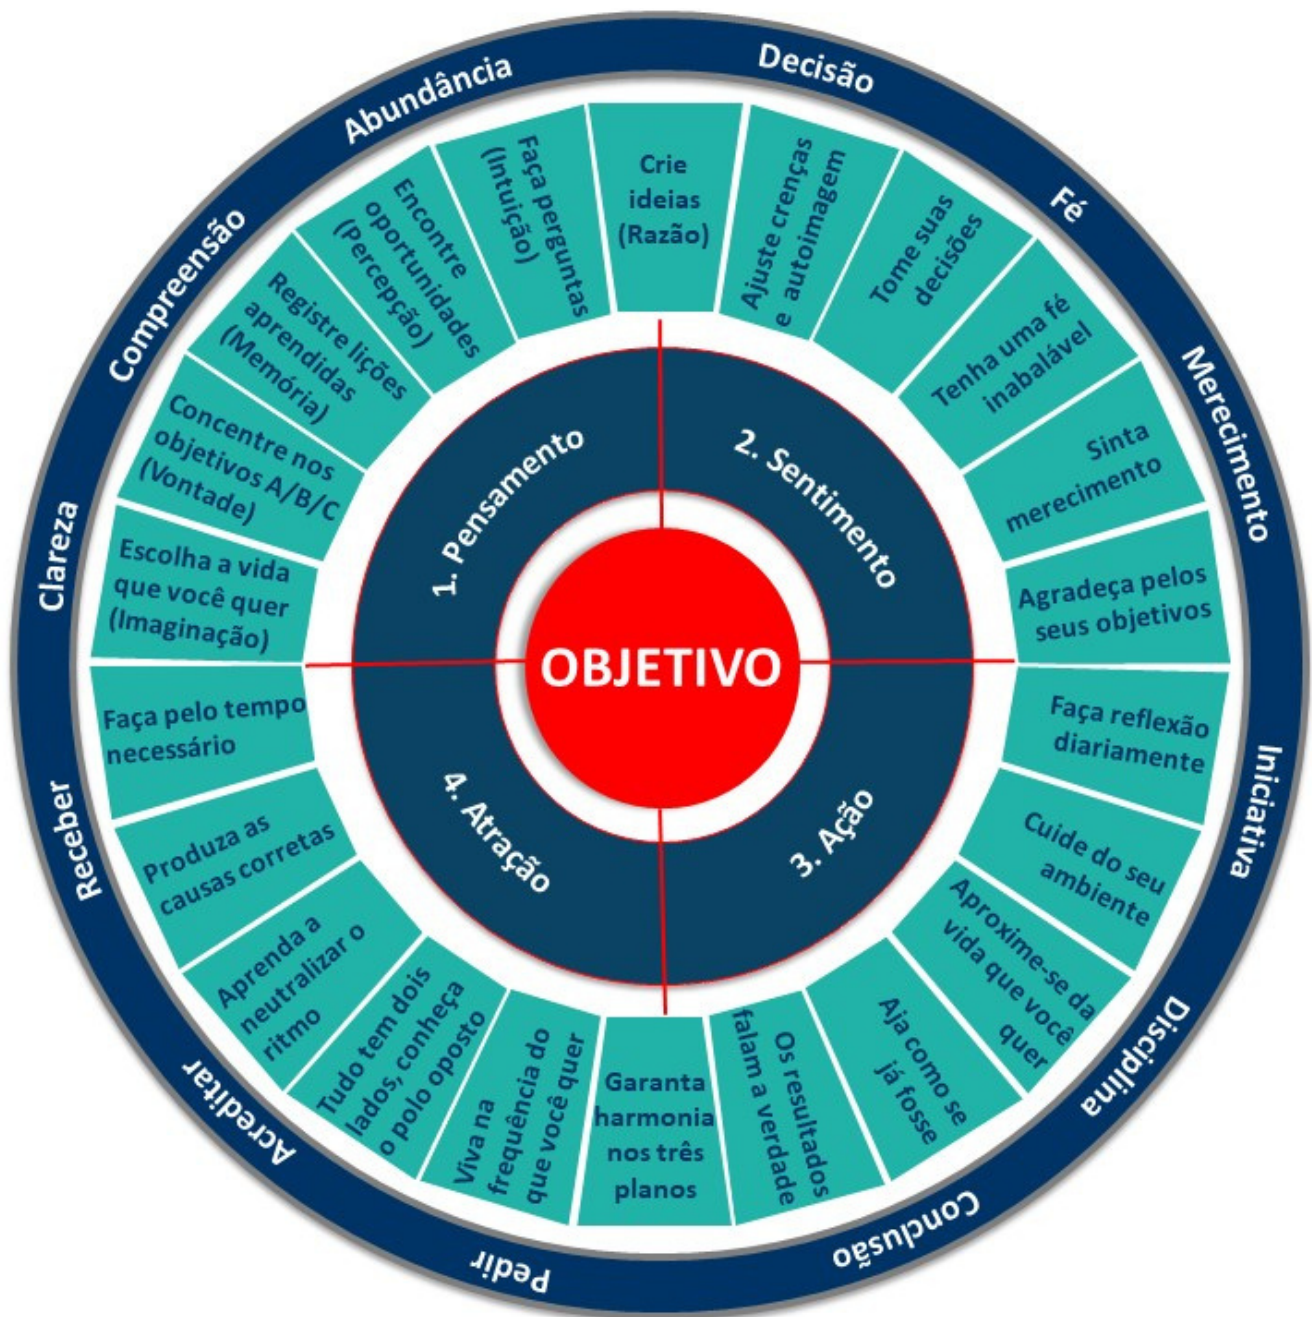 Abundância
Decisão
Fé
Merecimento
Iniciativa
Disciplina
Conclusão
Pedir
Acreditar
Receber
Clareza
Compreensão
Escolha a vida
que você quer
(Imaginação)
Concentre nos
objetivos A/B/C
(Vontade)
Registre lições
aprendidas
(Memória)
Encontre
oportunidades
(Percepção)
Faça perguntas
(Intuição)
Crie
ideias
(Razão)
Ajuste crenças
e autoimagem
Tome suas
decisões
Tenha uma fé
inabalável
Sinta
merecimento
Agradeça pelos
seus objetivos
Faça reflexão
diariamente
Cuide do seu
ambiente
Aproxime-se da
vida que você
quer
Aja como se
já fosse
Os resultados
falam a verdade
Garanta
harmonia
nos três
planos
Viva na
frequência do
que você quer
Tudo tem dois
lados, conheça
o polo oposto
Aprenda a
neutralizar o
ritmo
Produza as
causas corretas
Faça pelo tempo
necessário
1. Pensamento
2. Sentimento
3. Ação
4. Atração
OBJETIVO